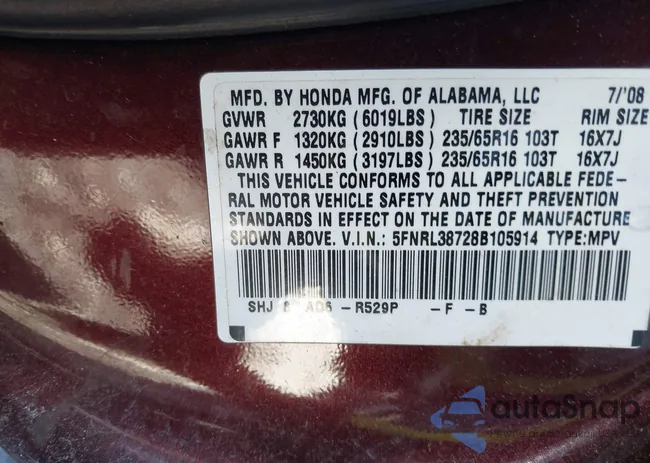 MFD. BY HONDA MFG. OF ALABAMA, LLC 7/'08
GVWR 2730KG (6019LBS) TIRE SIZE RIM SIZE
GAWR F 1320KG (2910LBS) 235/65R16 103T 16X7J
GAWR R 1450KG (3197LBS) 235/65R16 103T 16X7J
THIS VEHICLE CONFORMS TO ALL APPLICABLE FEDE-
RAL MOTOR VEHICLE SAFETY AND THEFT PREVENTION
STANDARDS IN EFFECT ON THE DATE OF MANUFACTURE
SHOWN ABOVE. V.I.N.: 5FNRL38728B105914 TYPE:MPV
SHJ 8 AD6 -R529P -F -B
autoSnap